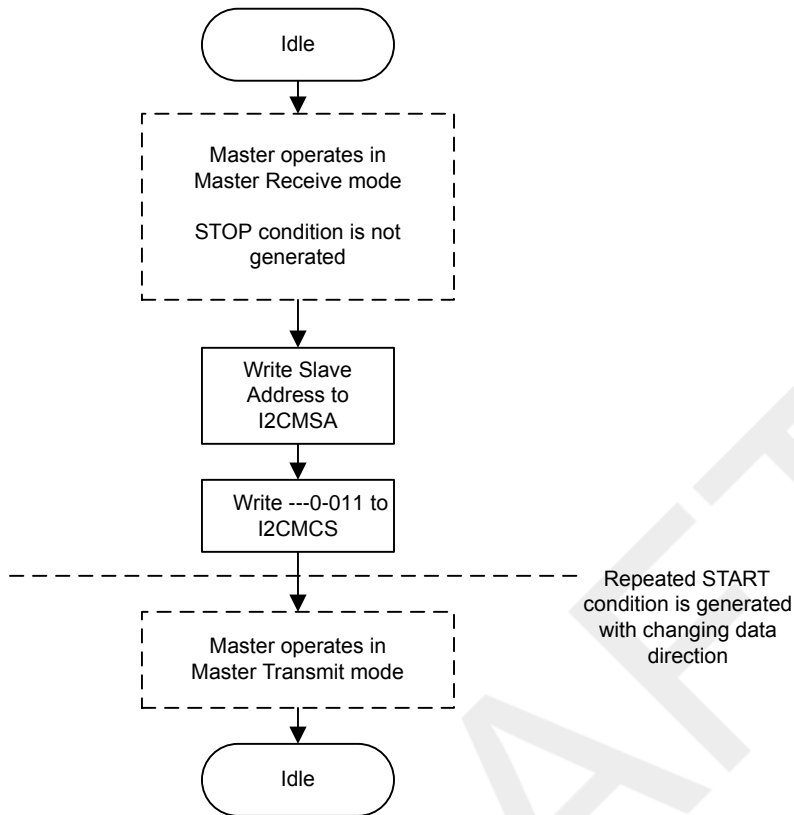 Idle
Master operates in
Master Receive mode
STOP condition is not
generated
Write Slave
Address to
I2CMSA
Write ---0-011 to
I2CMCS
Repeated START
condition is generated
with changing data
direction
Master operates in
Master Transmit mode
Idle